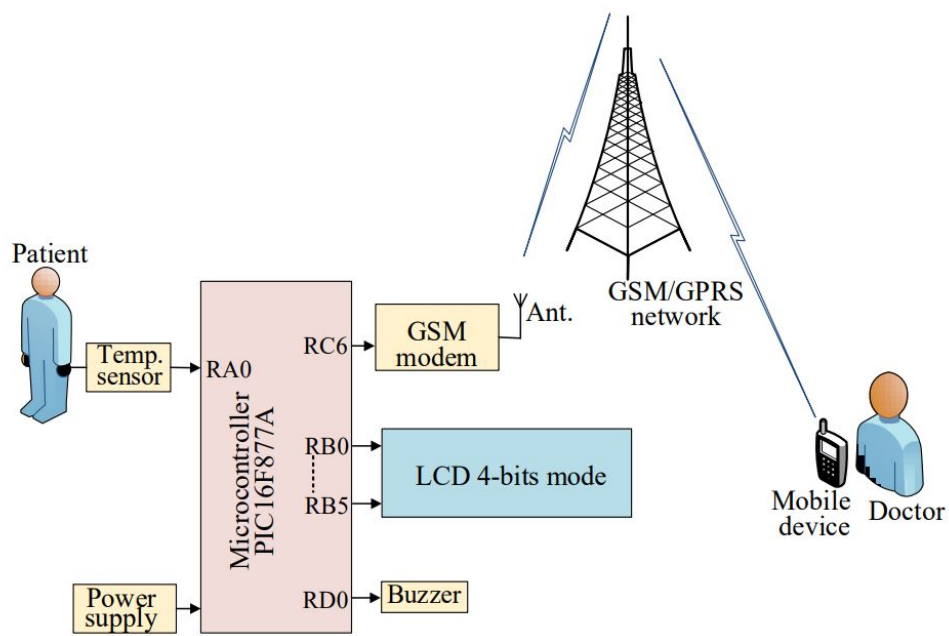 Patient
Temp.
sensor
Power
supply
RA0
Microcontroller
PIC16F877A
RC6
RB0
RB5
RD0
GSM
modem
Ant.
LCD 4-bits mode
Buzzer
GSM/GPRS
network
Mobile
device
Doctor